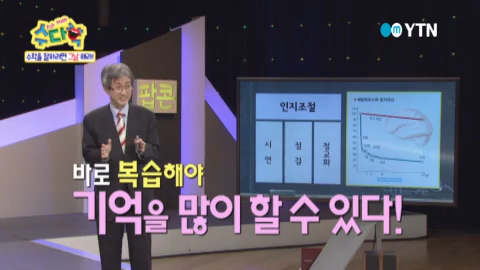 수다학
수학을 잘하려면 그날 해라!
YTN
팝콘
인지조절
시연
점검
정교화
바로 복습해야
기억을 많이 할 수 있다!